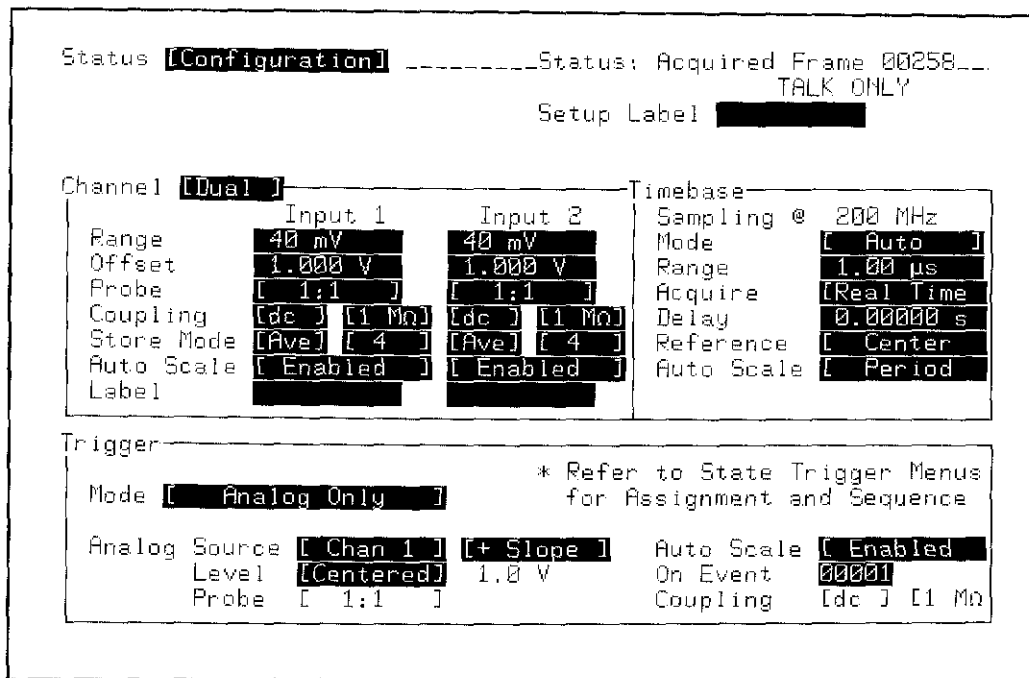 Status [Configuration] _________Status: Acquired Frame 00258__.
TALK ONLY
Setup Label
Channel [Dual ]
Input 1 Input 2
Range 40 mV 40 mV
Offset 1.000 V 1.000 V
Probe [ 1:1 ] [ 1:1 ]
Coupling [dc ] [1 MΩ] [dc ] [1 MΩ]
Store Mode [Ave] [ 4 ] [Ave] [ 4 ]
Auto Scale [ Enabled ] [ Enabled ]
Label
Timebase
Sampling @ 200 MHz
Mode [ Auto ]
Range 1.00 µs
Acquire [Real Time
Delay 0.00000 s
Reference [ Center
Auto Scale [ Period
Trigger
* Refer to State Trigger Menus
for Assignment and Sequence
Mode [ Analog Only ]
Analog Source [ Chan 1 ] [+ Slope ]
Level [Centered] 1.0 V
Probe [ 1:1 ]
Auto Scale [ Enabled
On Event 00001
Coupling [dc ] [1 MΩ